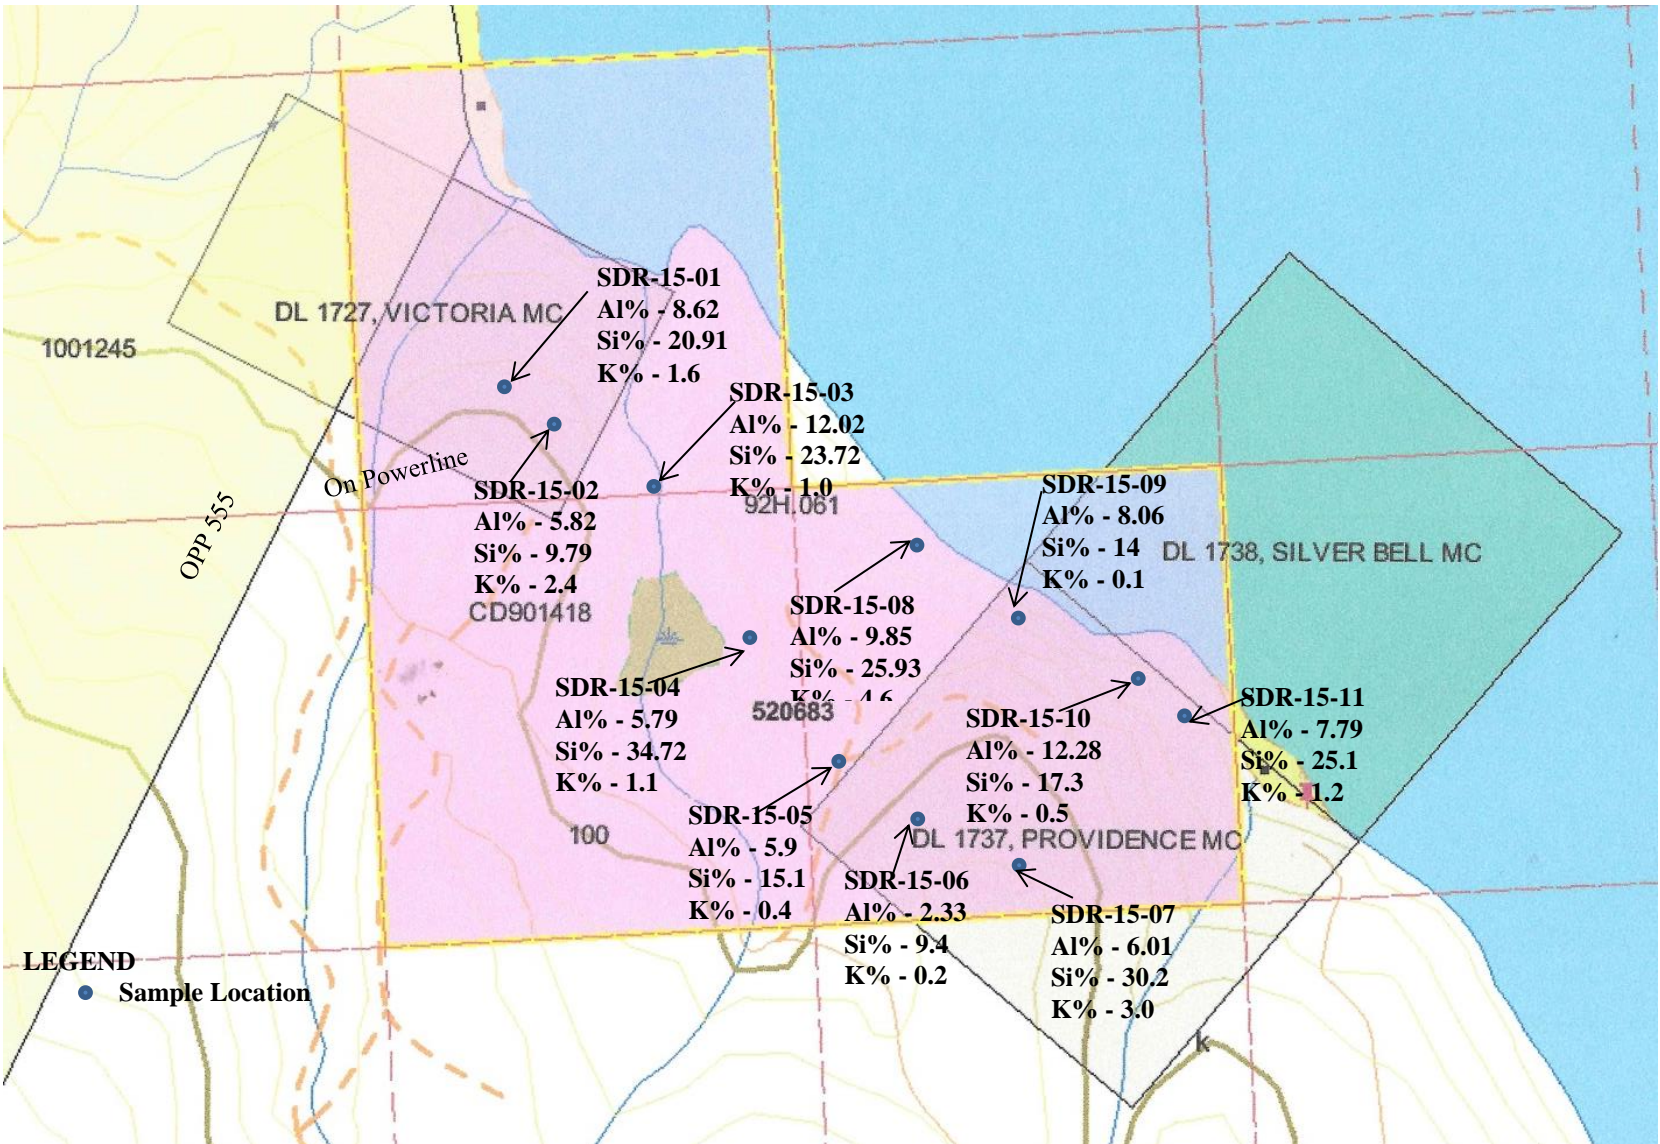 SDR-15-01
Al% - 8.62
Si% - 20.91
K% - 1.6
DL 1727, VICTORIA MC
1001245
SDR-15-03
Al% - 12.02
Si% - 23.72
K% - 1.0
92H.061
On Powerline
OPP 555
SDR-15-02
Al% - 5.82
Si% - 9.79
K% - 2.4
CD901418
SDR-15-09
Al% - 8.06
Si% - 14
K% - 0.1
DL 1738, SILVER BELL MC
SDR-15-08
Al% - 9.85
Si% - 25.93
K% - 4.6
520683
SDR-15-04
Al% - 5.79
Si% - 34.72
K% - 1.1
SDR-15-10
Al% - 12.28
Si% - 17.3
K% - 0.5
SDR-15-11
Al% - 7.79
Si% - 25.1
K% - 1.2
SDR-15-05
Al% - 5.9
Si% - 15.1
K% - 0.4
100
DL 1737, PROVIDENCE MC
SDR-15-06
Al% - 2.33
Si% - 9.4
K% - 0.2
SDR-15-07
Al% - 6.01
Si% - 30.2
K% - 3.0
k
LEGEND
Sample Location